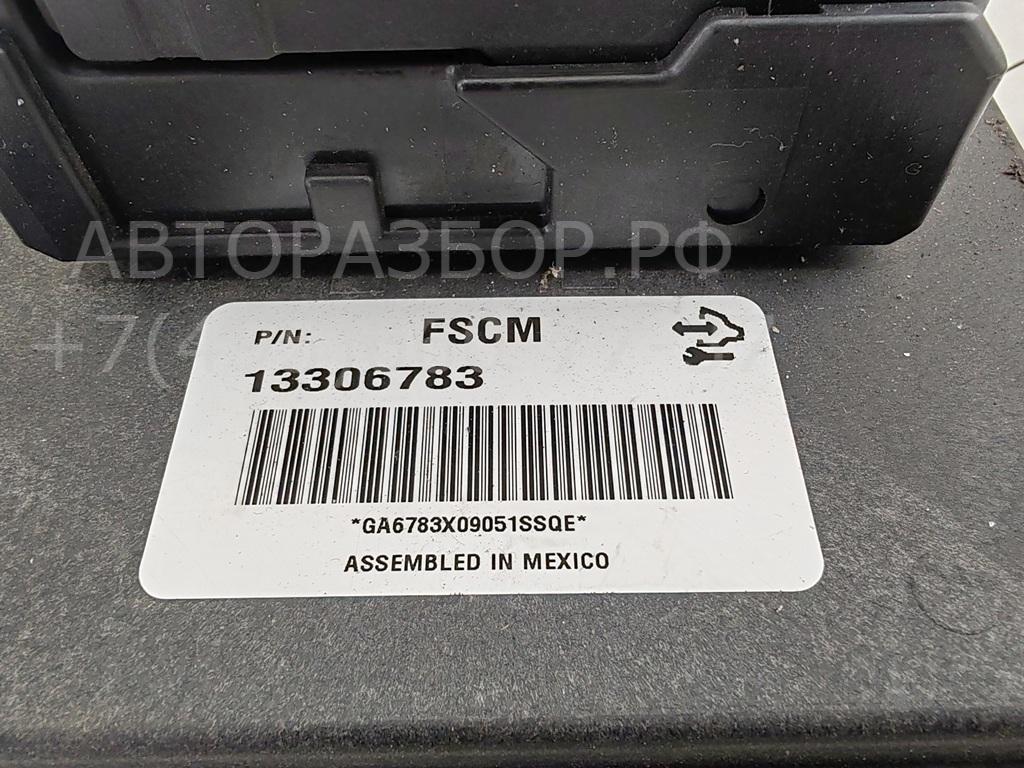 АВТОРАЗБОР.РФ
P/N: FSCM
13306783
*GA6783X09051SSQE*
ASSEMBLED IN MEXICO